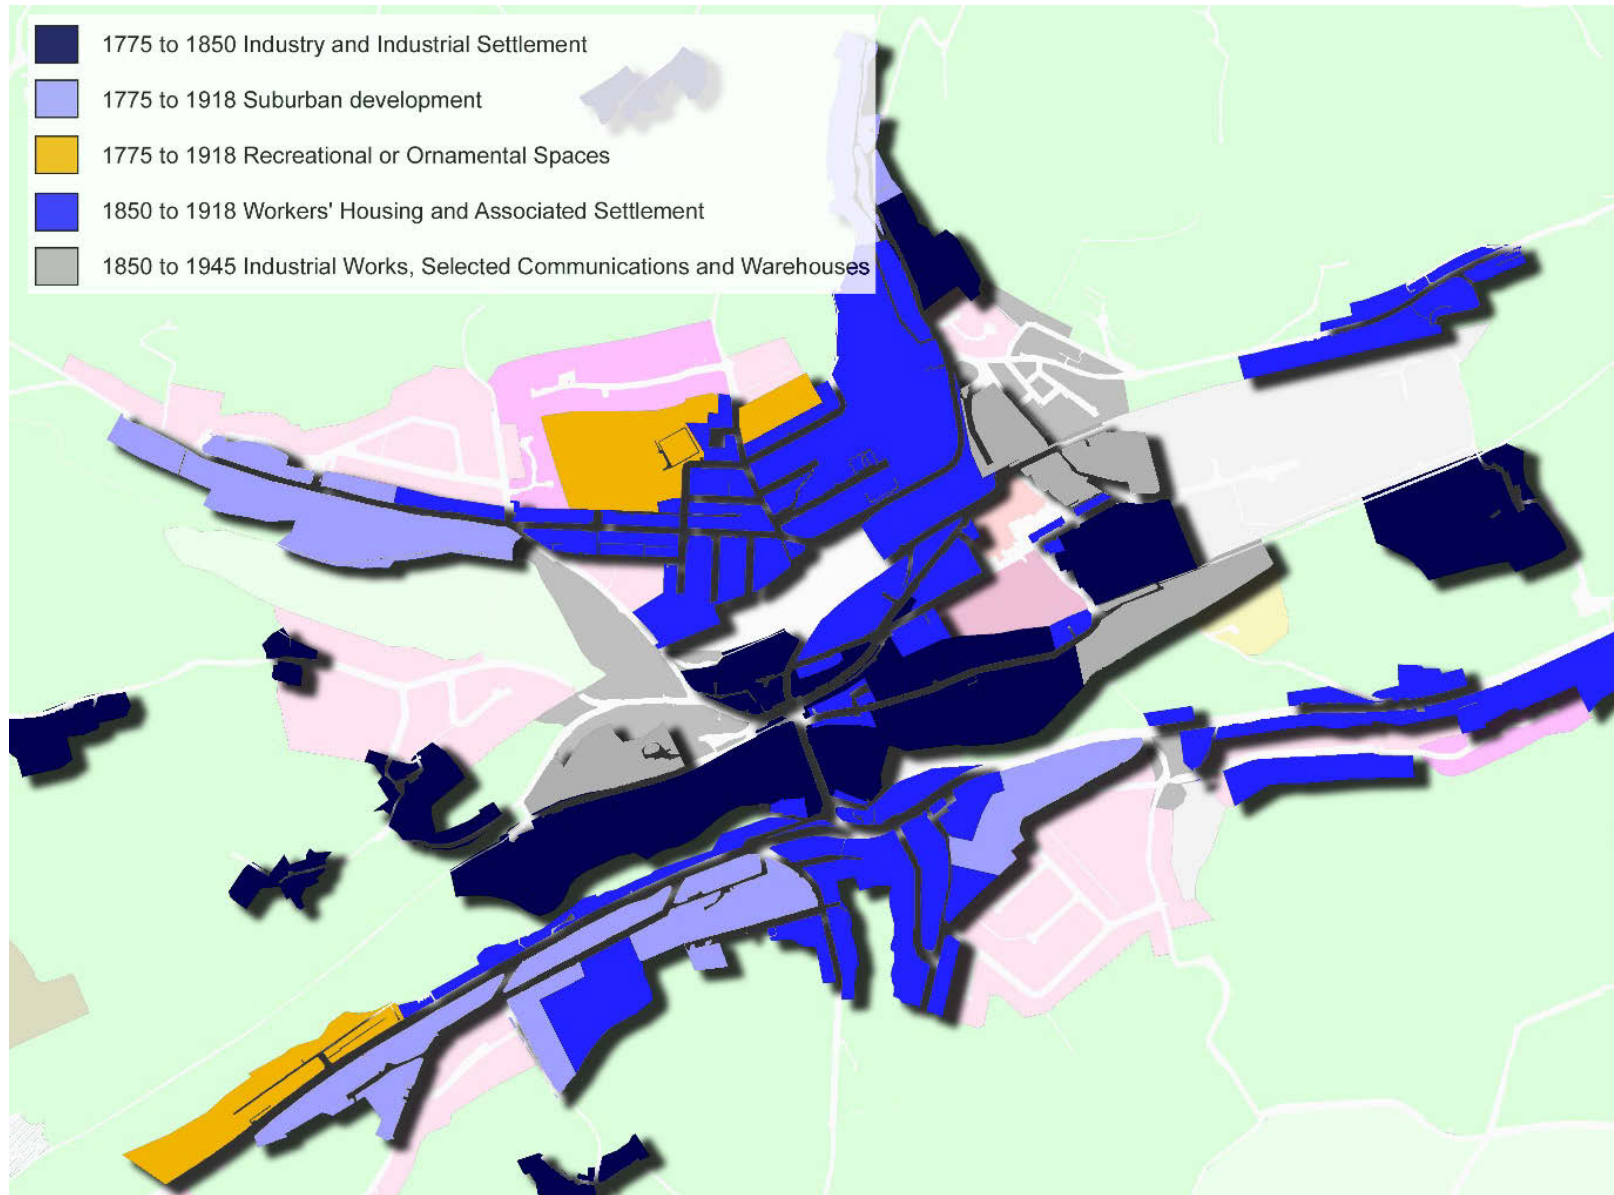 1775 to 1850 Industry and Industrial Settlement
1775 to 1918 Suburban development
1775 to 1918 Recreational or Ornamental Spaces
1850 to 1918 Workers' Housing and Associated Settlement
1850 to 1945 Industrial Works, Selected Communications and Warehouses